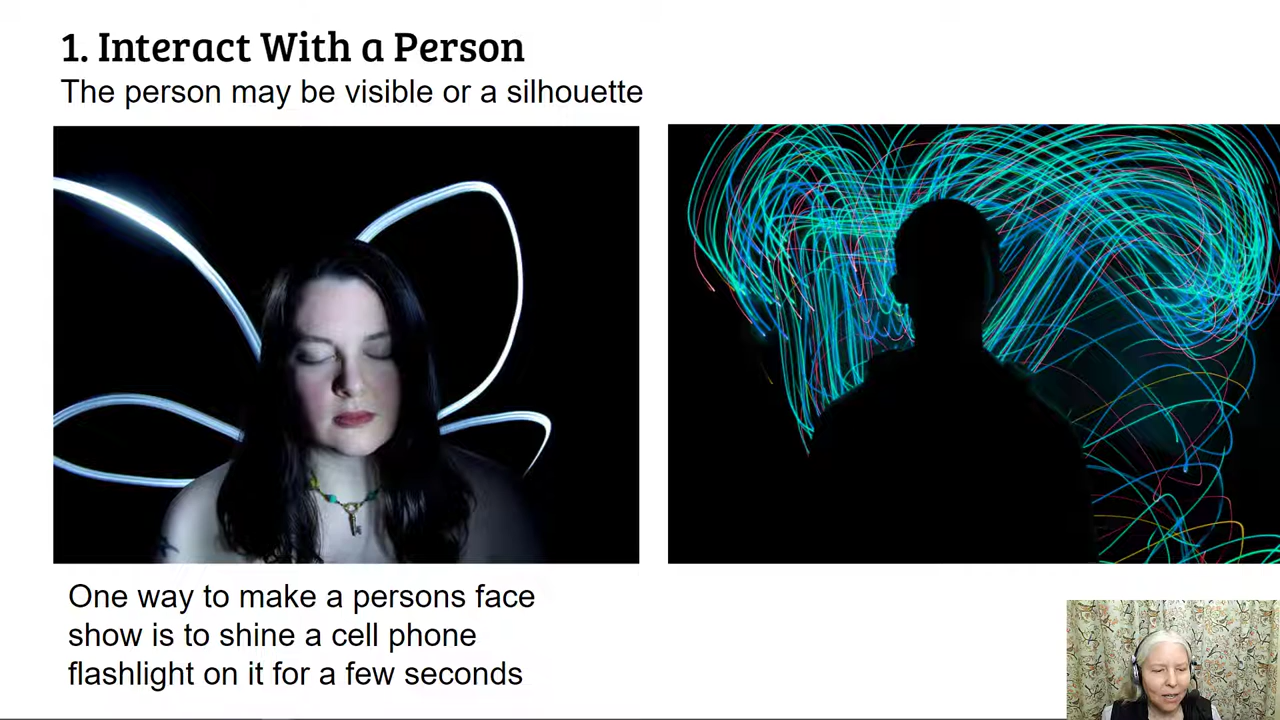 1. Interact With a Person
The person may be visible or a silhouette
One way to make a persons face
show is to shine a cell phone
flashlight on it for a few seconds